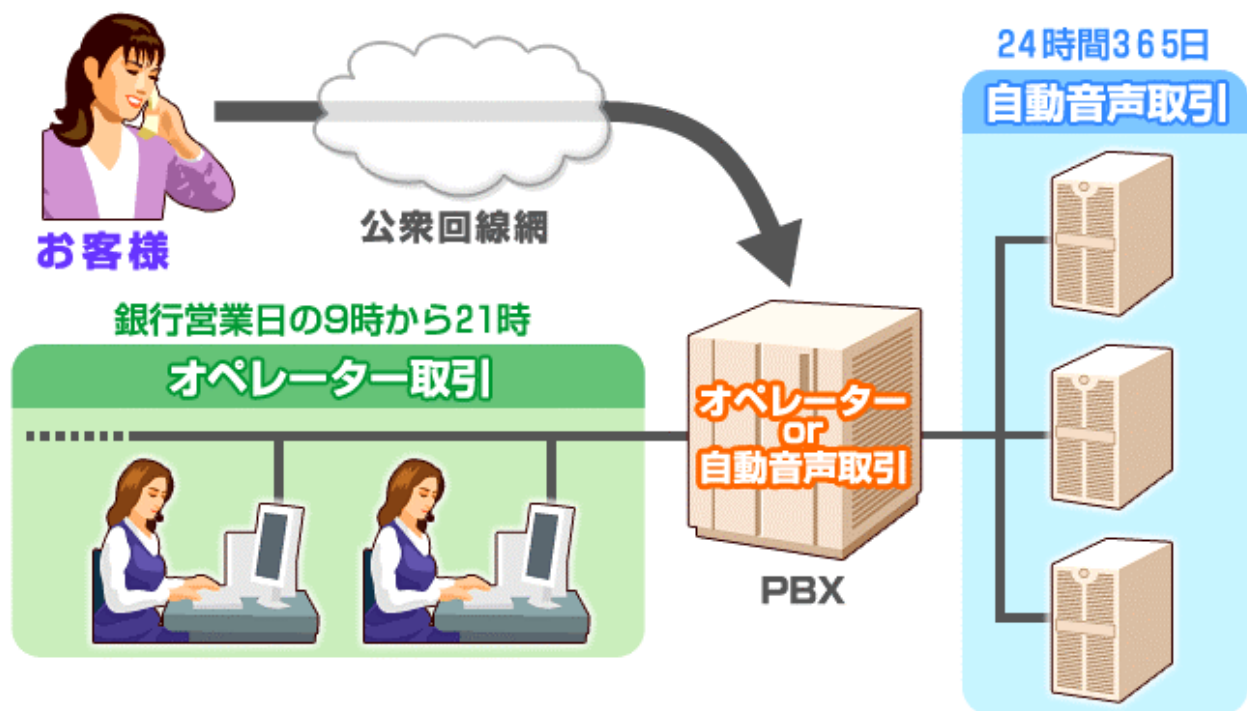 24時間365日
自動音声取引
お客様
公衆回線網
銀行営業日の9時から21時
オペレーター取引
オペレーター
or
自動音声取引
PBX